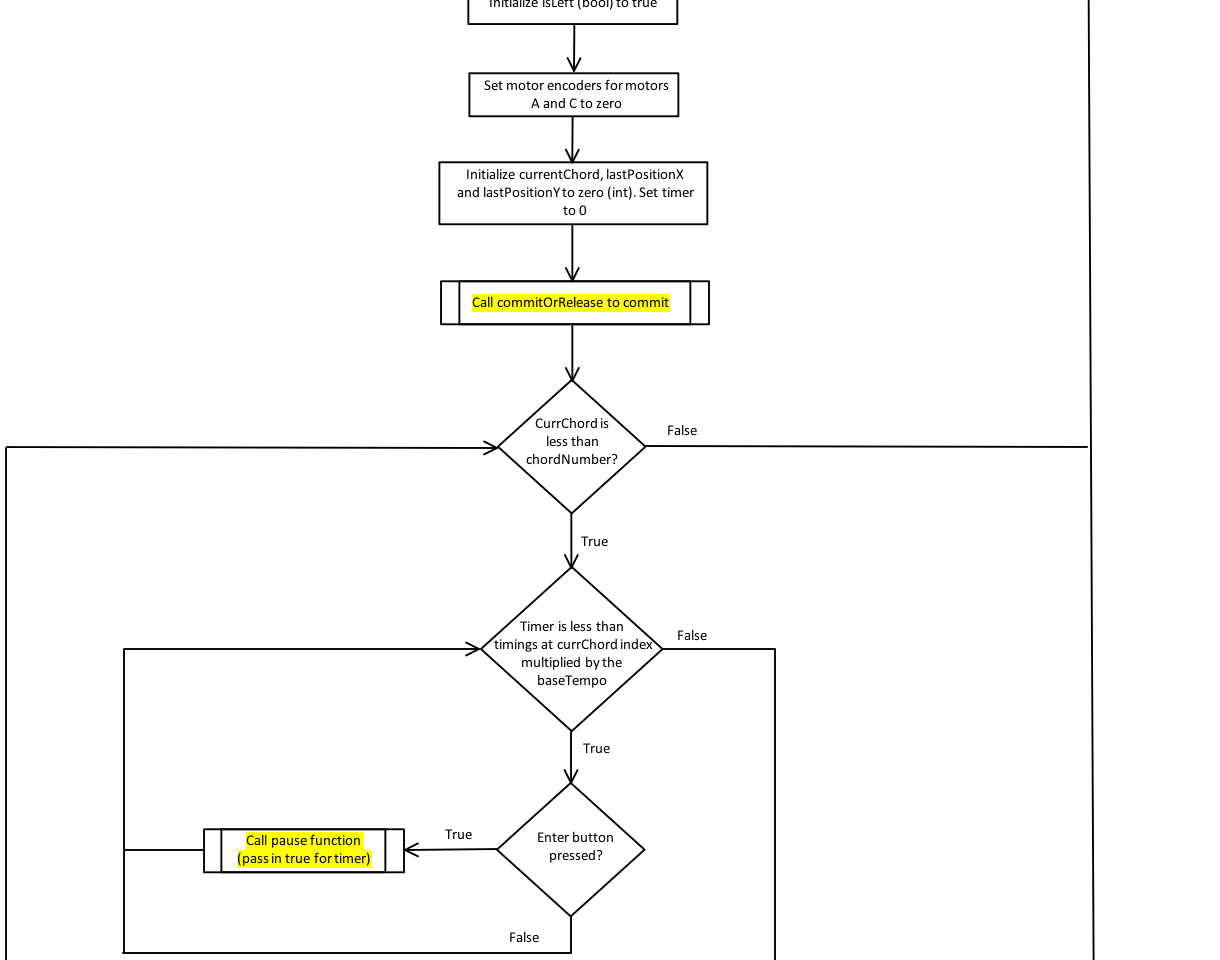 Initialize isLeft (bool) to true
Set motor encoders for motors
A and C to zero
Initialize currentChord, lastPositionX
and lastPositionY to zero (int). Set timer
to 0
Call commitOrRelease to commit
CurrChord is
less than
chordNumber?
False
True
Timer is less than
timings at currChord index
multiplied by the
baseTempo
False
True
Enter button
pressed?
True
Call pause function
(pass in true for timer)
False